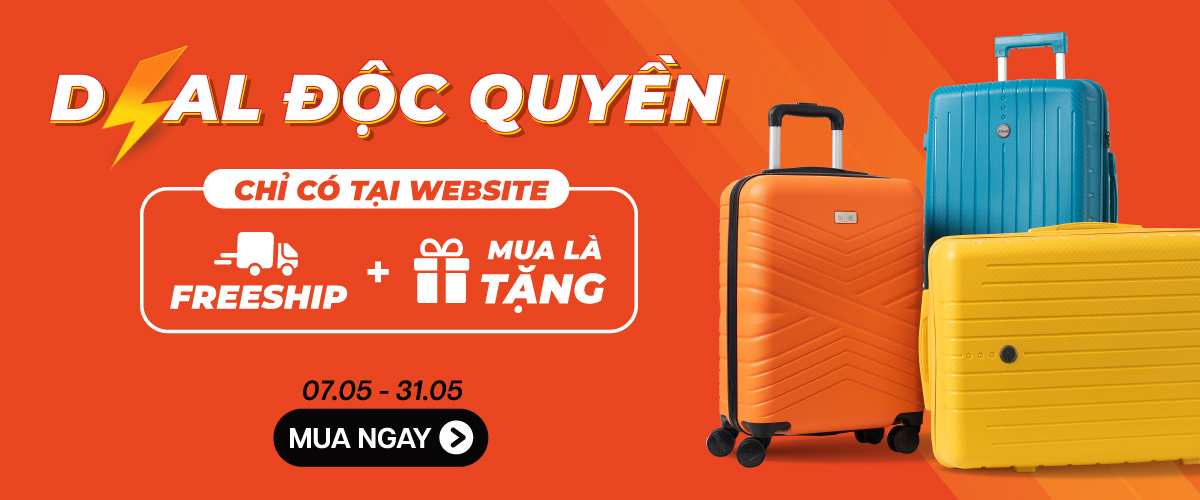 DEAL ĐỘC QUYỀN
CHỈ CÓ TẠI WEBSITE
FREESHIP
+
MUA LÀ
TẶNG
07.05 - 31.05
MUA NGAY